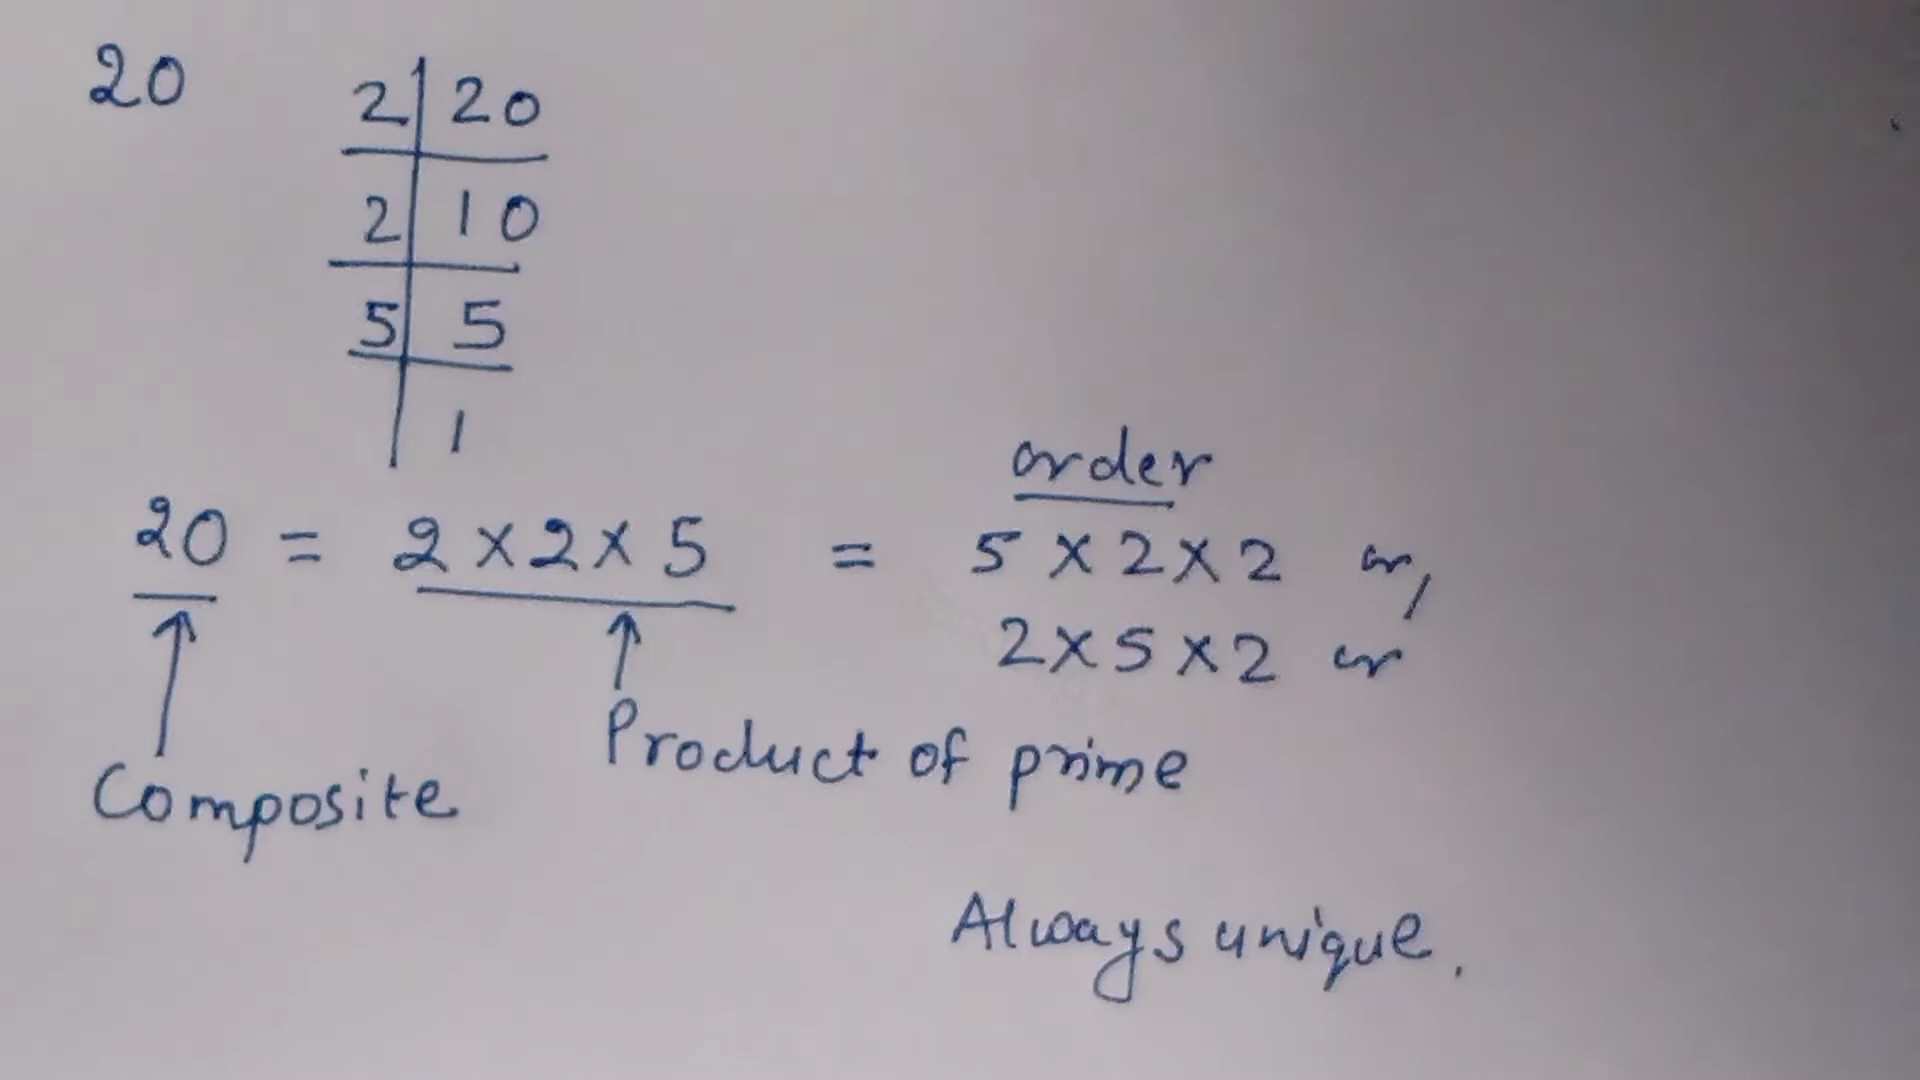 20
2 | 20
2 | 10
5 | 5
1
order
20 = 2 × 2 × 5 = 5 × 2 × 2 or,
2 × 5 × 2 or
Product of prime
Composite
Always unique.